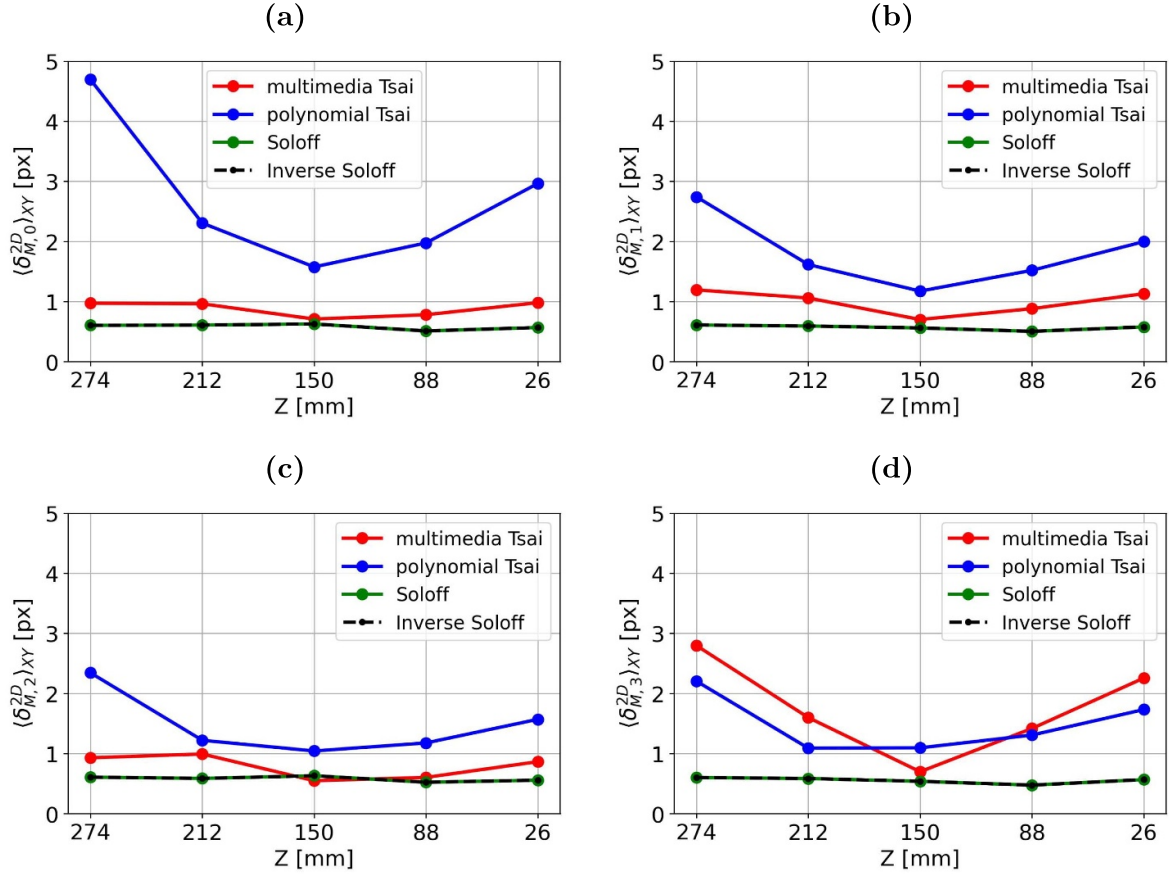 (a)
5
4
3
2
1
0
⟨δ^{2D}_{M,0}⟩_{XY} [px]
multimedia Tsai
polynomial Tsai
Soloff
Inverse Soloff
274 212 150 88 26
Z [mm]
(b)
5
4
3
2
1
0
⟨δ^{2D}_{M,1}⟩_{XY} [px]
multimedia Tsai
polynomial Tsai
Soloff
Inverse Soloff
274 212 150 88 26
Z [mm]
(c)
5
4
3
2
1
0
⟨δ^{2D}_{M,2}⟩_{XY} [px]
multimedia Tsai
polynomial Tsai
Soloff
Inverse Soloff
274 212 150 88 26
Z [mm]
(d)
5
4
3
2
1
0
⟨δ^{2D}_{M,3}⟩_{XY} [px]
multimedia Tsai
polynomial Tsai
Soloff
Inverse Soloff
274 212 150 88 26
Z [mm]